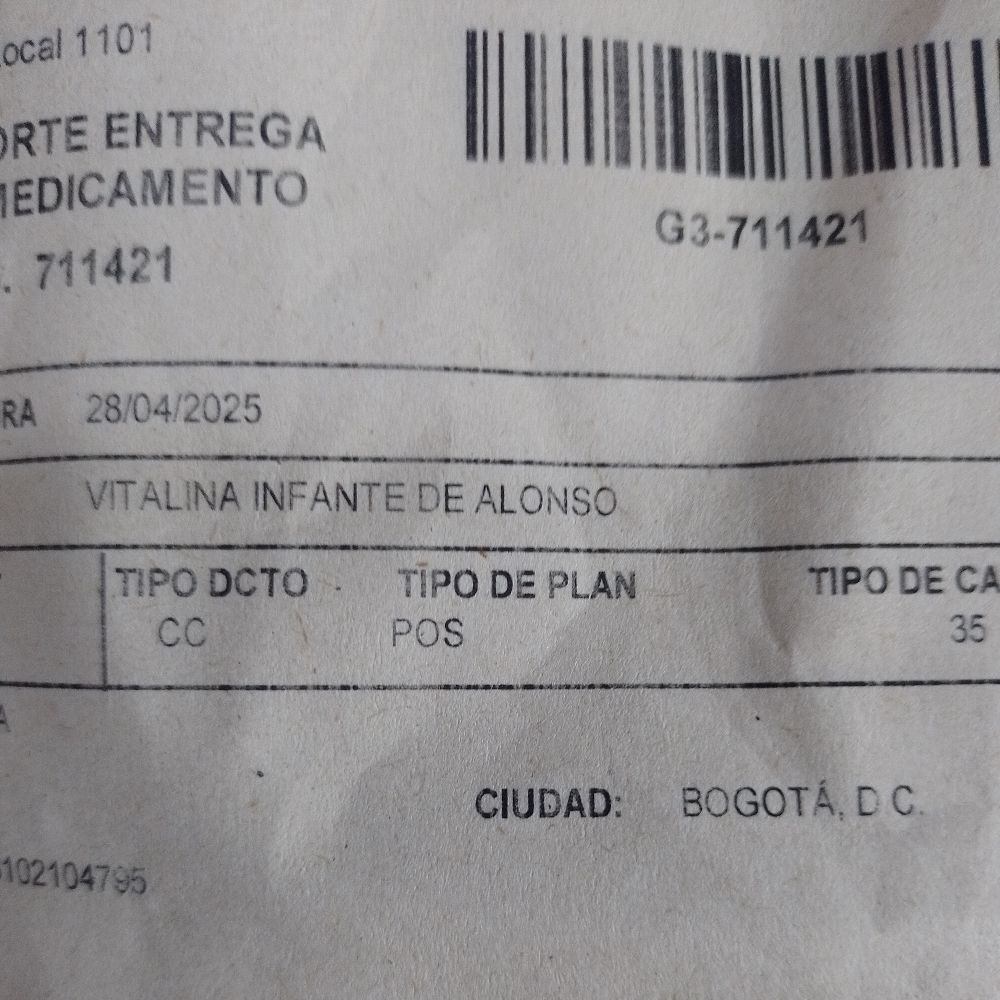 ocal 1101
ORTE ENTREGA
MEDICAMENTO
. 711421
G3-711421
RA 28/04/2025
VITALINA INFANTE DE ALONSO
TIPO DCTO TIPO DE PLAN TIPO DE CA
CC POS 35
A
CIUDAD: BOGOTÁ, D C.
102104795